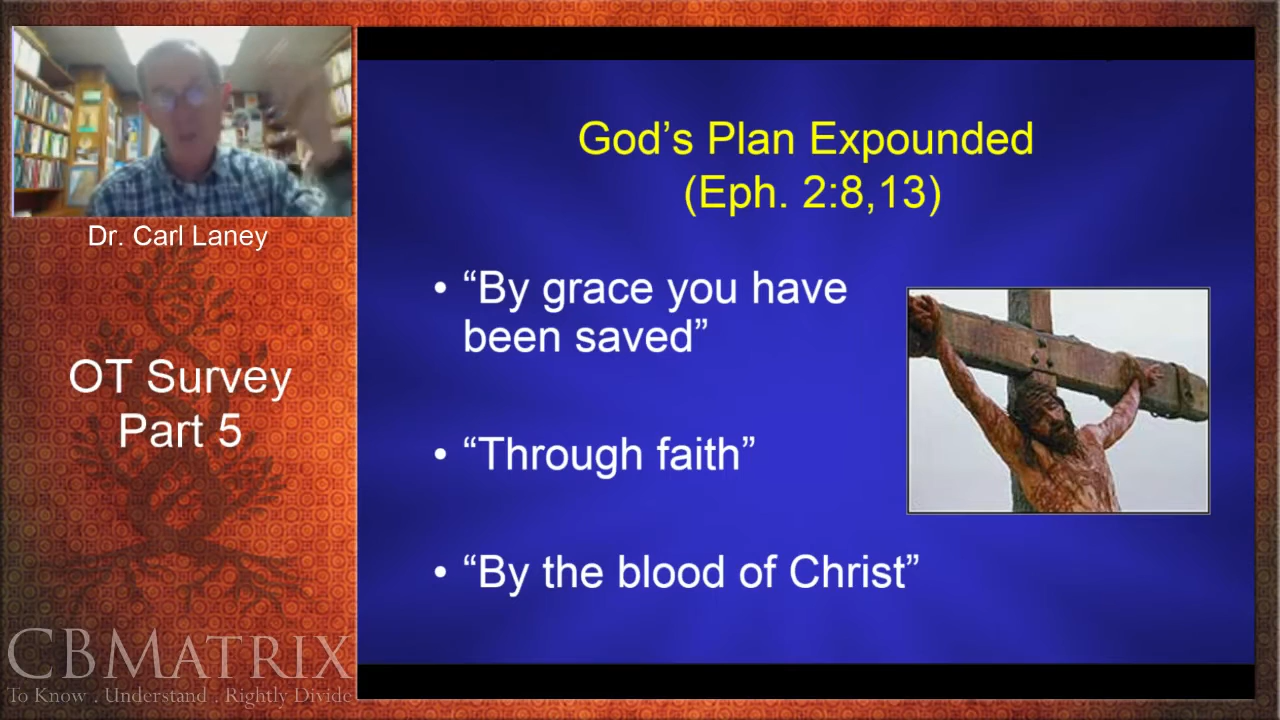 Dr. Carl Laney
OT Survey
Part 5
CBMATRIX
To Know . Understand . Rightly Divide
God's Plan Expounded
(Eph. 2:8,13)
• “By grace you have
been saved”
• “Through faith”
• “By the blood of Christ”